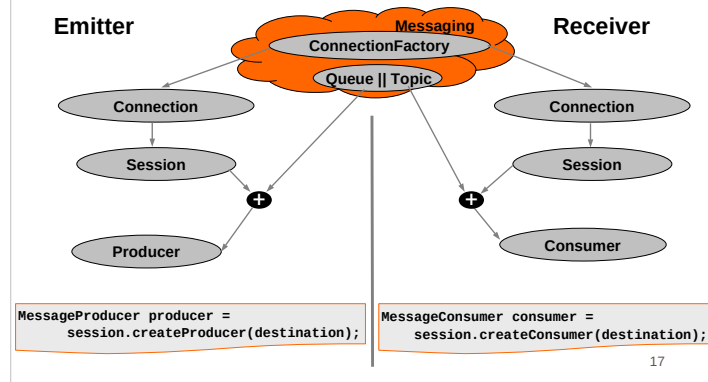 Emitter
Messaging
Receiver
ConnectionFactory
Queue || Topic
Connection
Connection
Session
Session
+
+
Producer
Consumer
MessageProducer producer =
session.createProducer(destination);
MessageConsumer consumer =
session.createConsumer(destination);
17